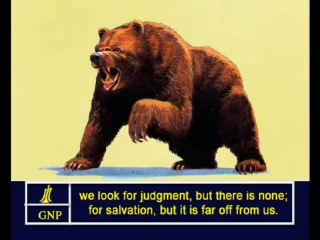 we look for judgment, but there is none;
for salvation, but it is far off from us.
GNP